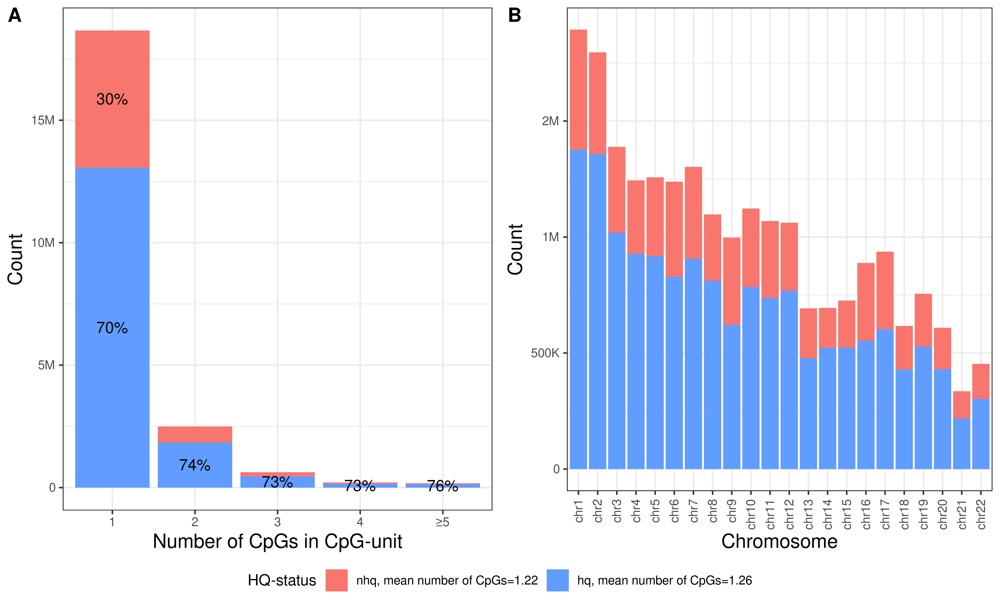 A
B
Count
15M
10M
5M
0
30%
70%
74%
73%
73%
76%
1
2
3
4
≥5
Number of CpGs in CpG-unit
Count
2M
1M
500K
0
chr1
chr2
chr3
chr4
chr5
chr6
chr7
chr8
chr9
chr10
chr11
chr12
chr13
chr14
chr15
chr16
chr17
chr18
chr19
chr20
chr21
chr22
Chromosome
HQ-status
nhq, mean number of CpGs=1.22
hq, mean number of CpGs=1.26